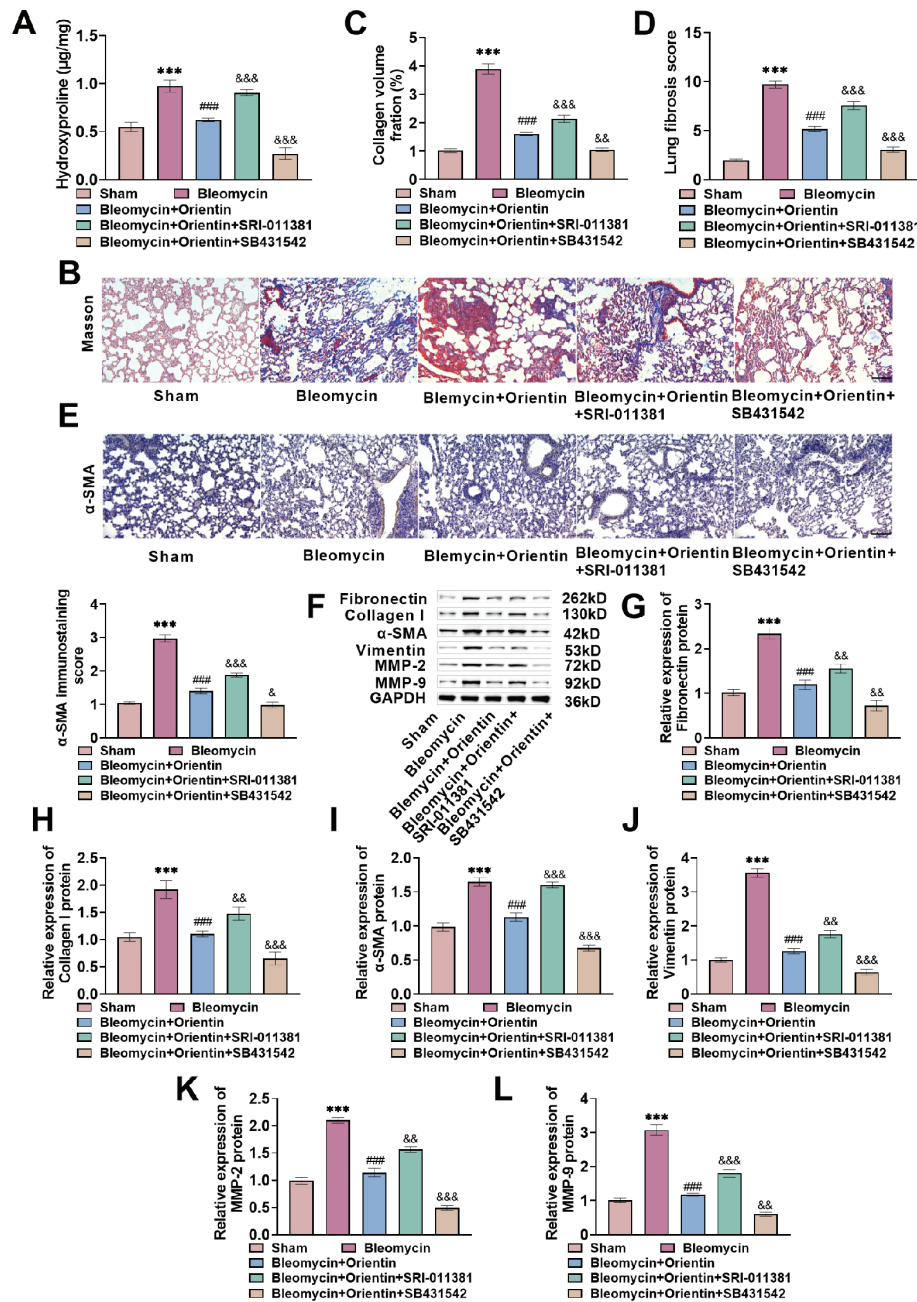 A
Hydroxyproline (μg/mg)
1.5
1.0
0.5
0.0
***
###
&&&
&&&
Sham
Bleomycin
Bleomycin+Orientin
Bleomycin+Orientin+SRI-011381
Bleomycin+Orientin+SB431542
C
Collagen volume
fration (%)
5
4
3
2
1
0
***
###
&&&
&&
Sham
Bleomycin
Bleomycin+Orientin
Bleomycin+Orientin+SRI-011381
Bleomycin+Orientin+SB431542
D
Lung fibrosis score
15
10
5
0
***
###
&&&
&&&
Sham
Bleomycin
Bleomycin+Orientin
Bleomycin+Orientin+SRI-011381
Bleomycin+Orientin+SB431542
B
Masson
Sham
Bleomycin
Blemycin+Orientin
Bleomycin+Orientin
+SRI-011381
Bleomycin+Orientin+
SB431542
E
α-SMA
Sham
Bleomycin
Blemycin+Orientin
Bleomycin+Orientin
+SRI-011381
Bleomycin+Orientin+
SB431542
α-SMA immunostaining
score
4
3
2
1
0
***
###
&&&
&
Sham
Bleomycin
Bleomycin+Orientin
Bleomycin+Orientin+SRI-011381
Bleomycin+Orientin+SB431542
F
Fibronectin 262kD
Collagen I 130kD
α-SMA 42kD
Vimentin 53kD
MMP-2 72kD
MMP-9 92kD
GAPDH 36kD
Sham
Bleomycin
Blemycin+Orientin
Bleomycin+Orientin+
SRI-011381
Bleomycin+Orientin+
SB431542
G
Relative expression of
Fibronectin protein
3
2
1
0
***
###
&&
&&
Sham
Bleomycin
Bleomycin+Orientin
Bleomycin+Orientin+SRI-011381
Bleomycin+Orientin+SB431542
H
Relative expression of
Collagen I protein
2.5
2.0
1.5
1.0
0.5
0.0
***
###
&&
&&&
Sham
Bleomycin
Bleomycin+Orientin
Bleomycin+Orientin+SRI-011381
Bleomycin+Orientin+SB431542
I
Relative expression of
α-SMA protein
2.0
1.5
1.0
0.5
0.0
***
###
&&&
&&&
Sham
Bleomycin
Bleomycin+Orientin
Bleomycin+Orientin+SRI-011381
Bleomycin+Orientin+SB431542
J
Relative expression of
Vimentin protein
4
3
2
1
0
***
###
&&
&&&
Sham
Bleomycin
Bleomycin+Orientin
Bleomycin+Orientin+SRI-011381
Bleomycin+Orientin+SB431542
K
Relative expression of
MMP-2 protein
2.5
2.0
1.5
1.0
0.5
0.0
***
###
&&
&&&
Sham
Bleomycin
Bleomycin+Orientin
Bleomycin+Orientin+SRI-011381
Bleomycin+Orientin+SB431542
L
Relative expression of
MMP-9 protein
4
3
2
1
0
***
###
&&&
&&
Sham
Bleomycin
Bleomycin+Orientin
Bleomycin+Orientin+SRI-011381
Bleomycin+Orientin+SB431542